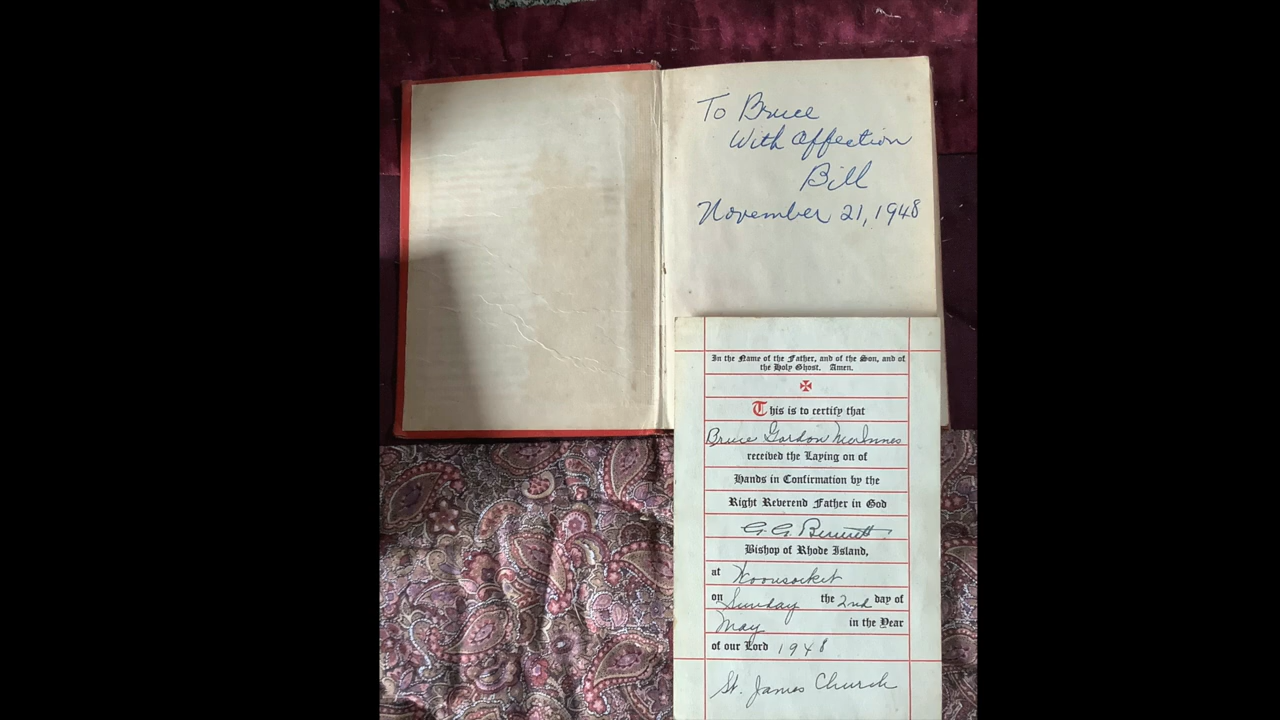 To Bruce
With Affection
Bill
November 21, 1948
In the Name of the Father, and of the Son, and of
the Holy Ghost. Amen.
This is to certify that
Bruce Gordon MacInnes
received the Laying on of
Hands in Confirmation by the
Right Reverend Father in God
G. G. Bennett
Bishop of Rhode Island,
at Woonsocket
on Sunday the 2nd day of
May in the Year
of our Lord 1948
St. James Church